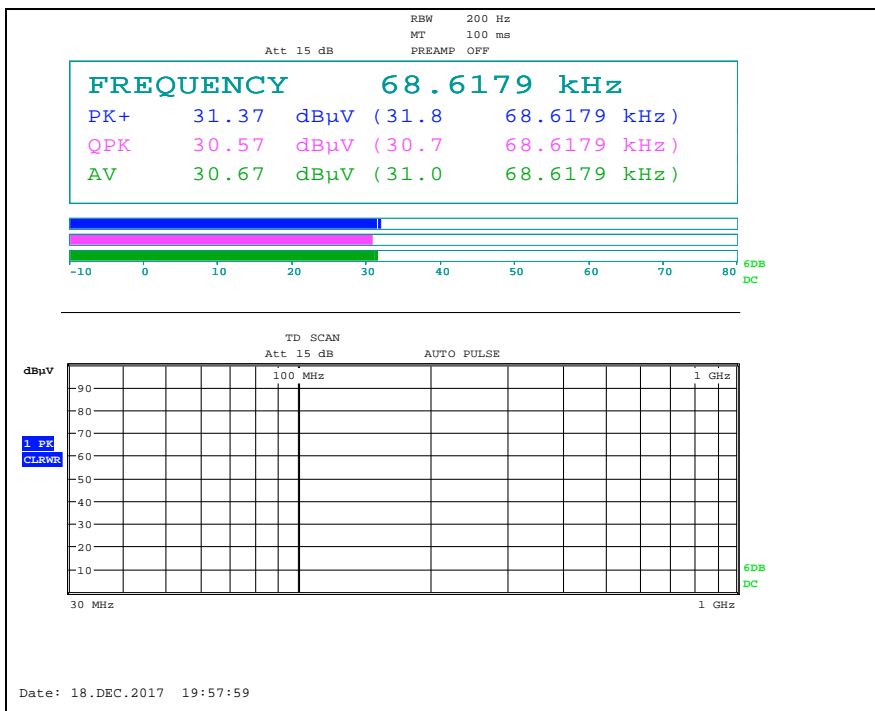 RBW 200 Hz
MT 100 ms
Att 15 dB PREAMP OFF
FREQUENCY 68.6179 kHz
PK+ 31.37 dBµV (31.8 68.6179 kHz)
QPK 30.57 dBµV (30.7 68.6179 kHz)
AV 30.67 dBµV (31.0 68.6179 kHz)
-10 0 10 20 30 40 50 60 70 80
6DB
DC
TD SCAN
Att 15 dB AUTO PULSE
dBµV
100 MHz 1 GHz
90
80
70
1 PK
CLRWR
60
50
40
30
20
10
6DB
DC
30 MHz 1 GHz
Date: 18.DEC.2017 19:57:59